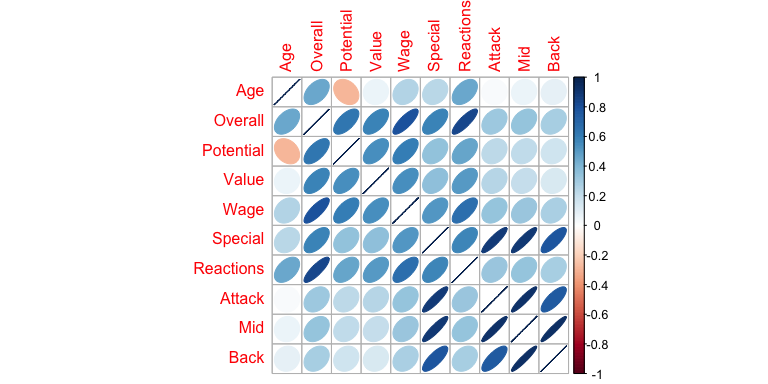 Age
Overall
Potential
Value
Wage
Special
Reactions
Attack
Mid
Back
Age
Overall
Potential
Value
Wage
Special
Reactions
Attack
Mid
Back
1
0.8
0.6
0.4
0.2
0
-0.2
-0.4
-0.6
-0.8
-1